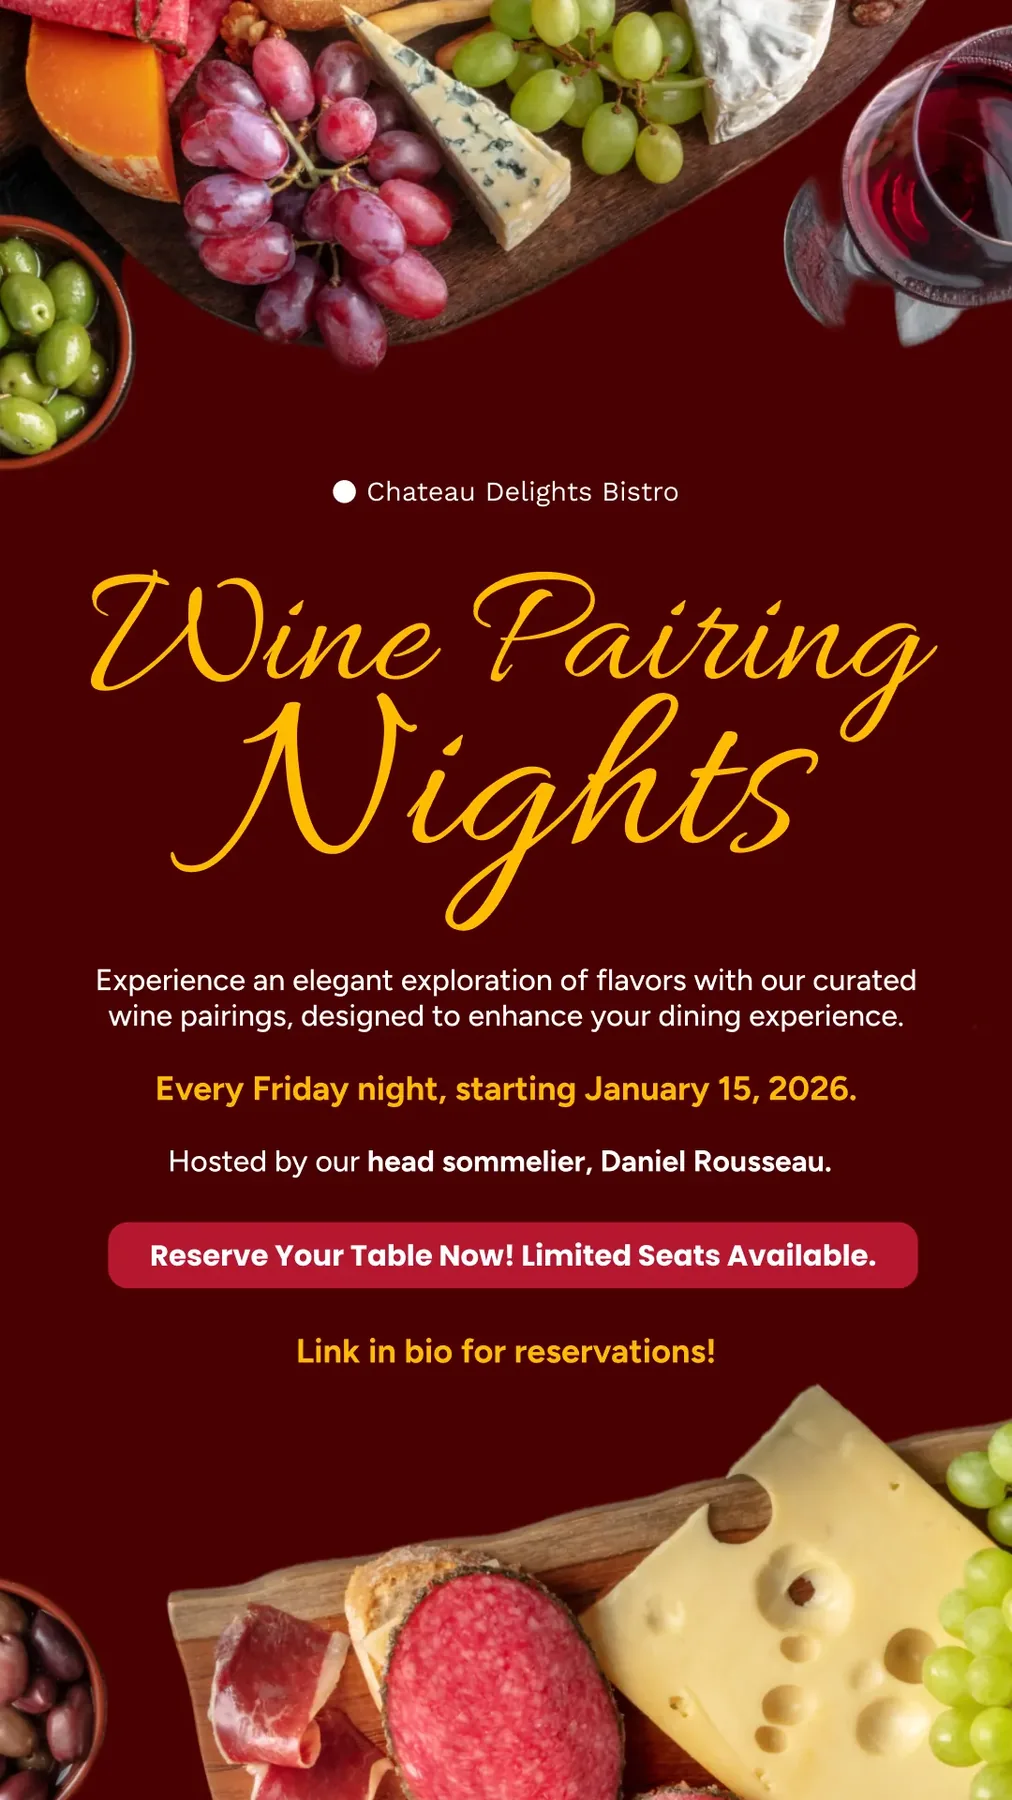 Chateau Delights Bistro
Wine Pairing
Nights
Experience an elegant exploration of flavors with our curated
wine pairings, designed to enhance your dining experience.
Every Friday night, starting January 15, 2026.
Hosted by our head sommelier, Daniel Rousseau.
Reserve Your Table Now! Limited Seats Available.
Link in bio for reservations!